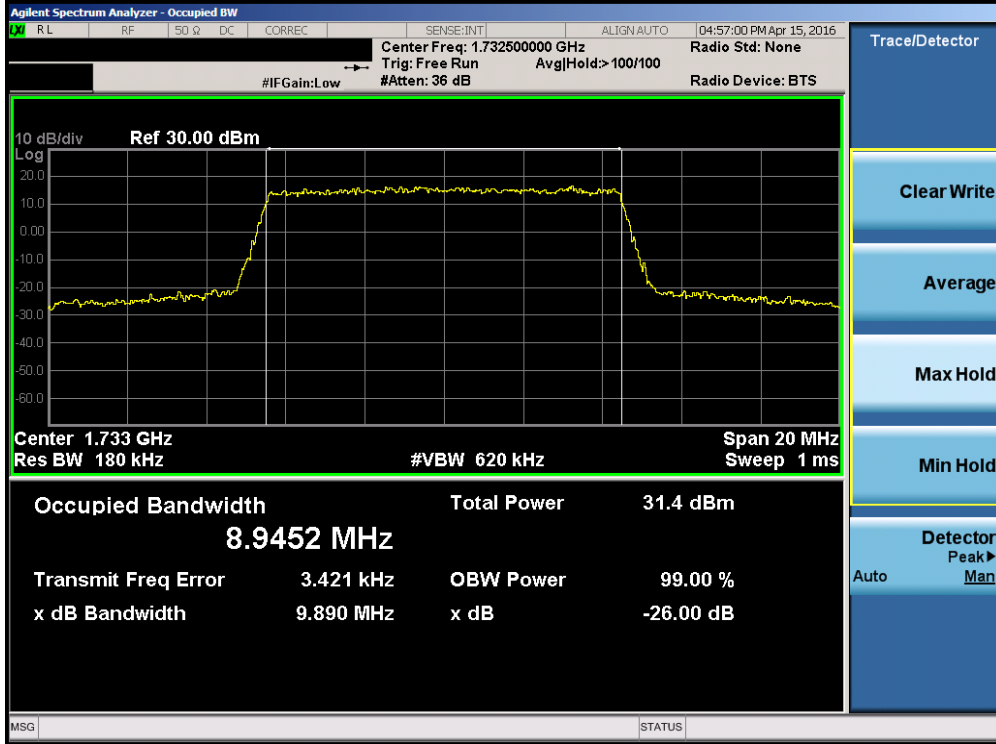 Agilent Spectrum Analyzer - Occupied BW
LXI RL RF 50 Ω DC CORREC SENSE:INT ALIGN AUTO 04:57:00 PM Apr 15, 2016
Center Freq: 1.732500000 GHz Radio Std: None
Trig: Free Run Avg|Hold:>100/100
#IFGain:Low #Atten: 36 dB Radio Device: BTS
Trace/Detector
10 dB/div Ref 30.00 dBm
Log
20.0
10.0
0.00
-10.0
-20.0
-30.0
-40.0
-50.0
-60.0
Center 1.733 GHz Span 20 MHz
Res BW 180 kHz #VBW 620 kHz Sweep 1 ms
Occupied Bandwidth Total Power 31.4 dBm
8.9452 MHz
Transmit Freq Error 3.421 kHz OBW Power 99.00 %
x dB Bandwidth 9.890 MHz x dB -26.00 dB
Clear Write
Average
Max Hold
Min Hold
Detector
Peak▶
Auto Man
MSG STATUS